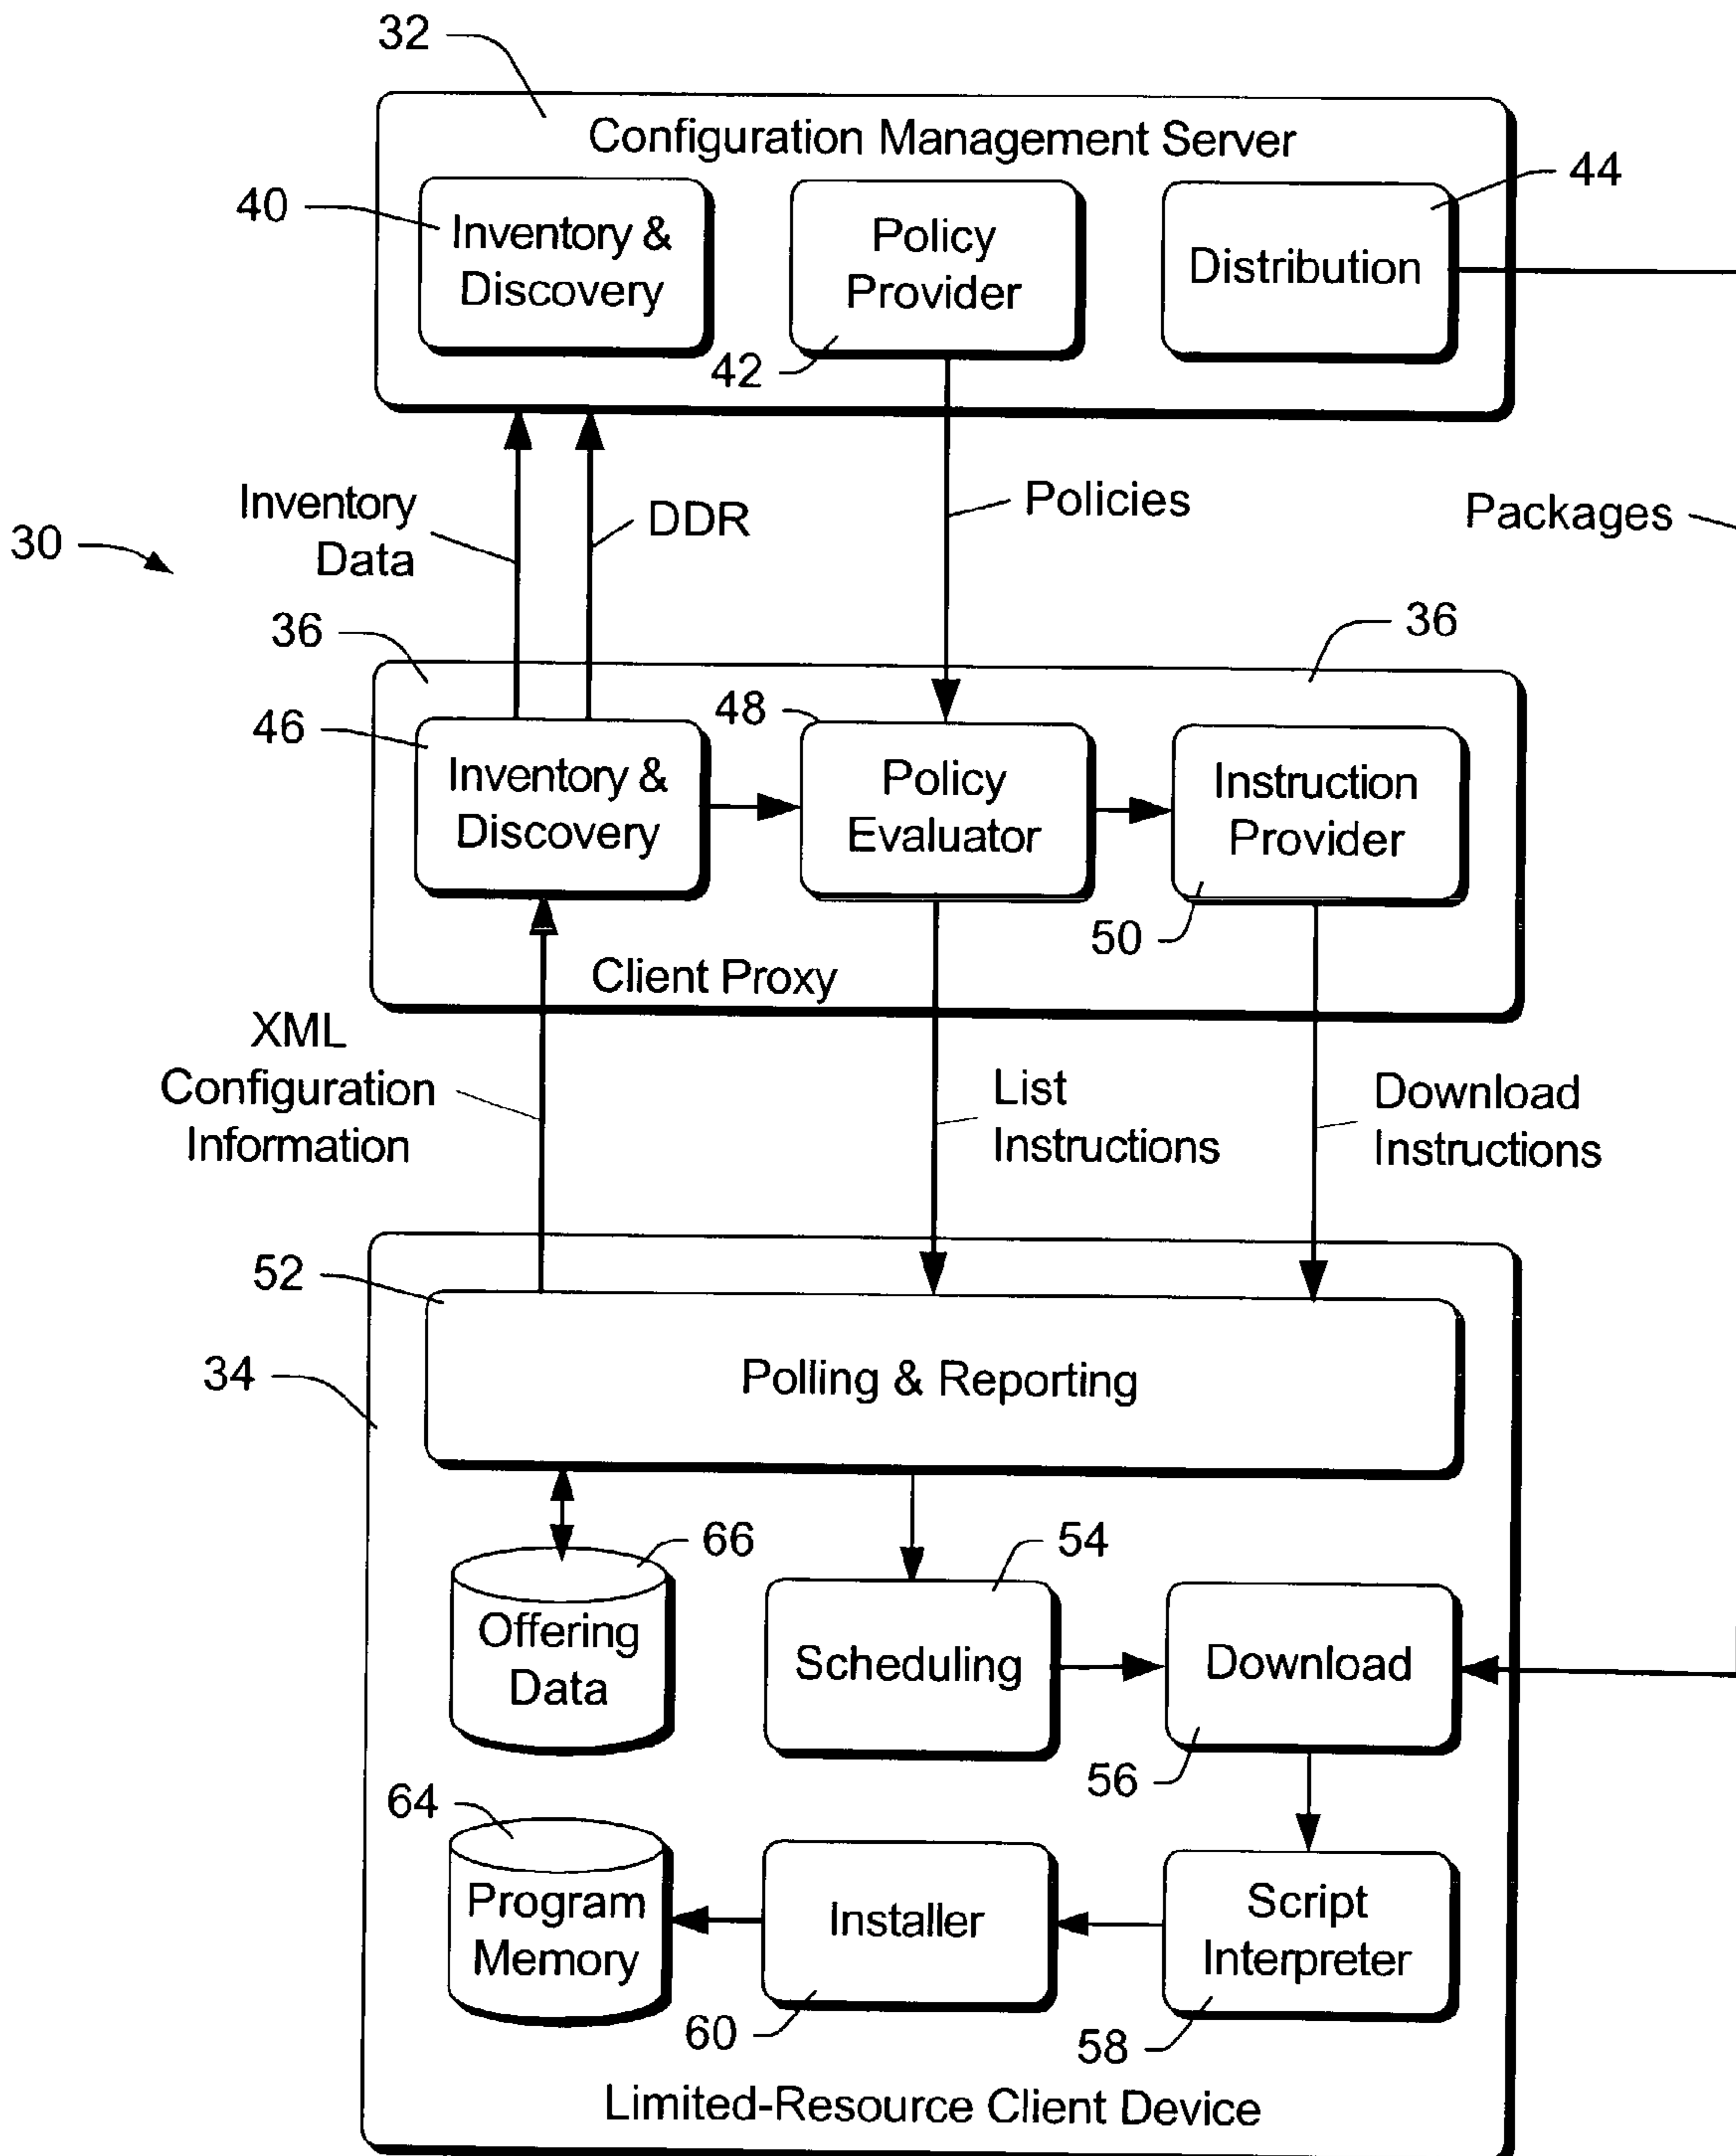 32
Configuration Management Server
44
40
Inventory &
Discovery
Policy
Provider
Distribution
42
Inventory
Data
DDR
Policies
Packages
30
36
36
46
48
Inventory &
Discovery
Policy
Evaluator
Instruction
Provider
50
Client Proxy
XML
Configuration
Information
List
Instructions
Download
Instructions
52
Polling & Reporting
34
66
54
Offering
Data
Scheduling
Download
56
64
Program
Memory
Installer
Script
Interpreter
60
58
Limited-Resource Client Device